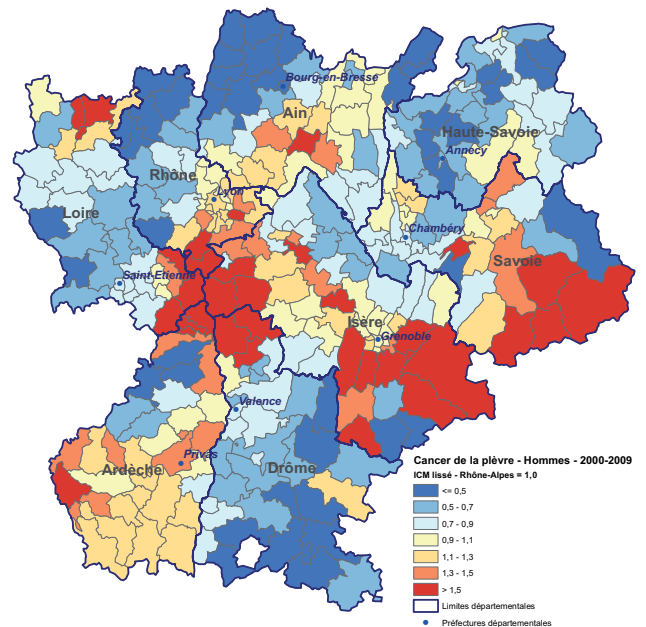 Bourg-en-Bresse
Ain
Haute-Savoie
Annecy
Rhône
Lyon
Loire
Chambéry
Savoie
Saint-Etienne
Isère
Grenoble
Valence
Privas
Ardèche
Drôme
Cancer de la plèvre - Hommes - 2000-2009
ICM lissé - Rhône-Alpes = 1,0
<= 0,5
0,5 - 0,7
0,7 - 0,9
0,9 - 1,1
1,1 - 1,3
1,3 - 1,5
> 1,5
Limites départementales
Préfectures départementales